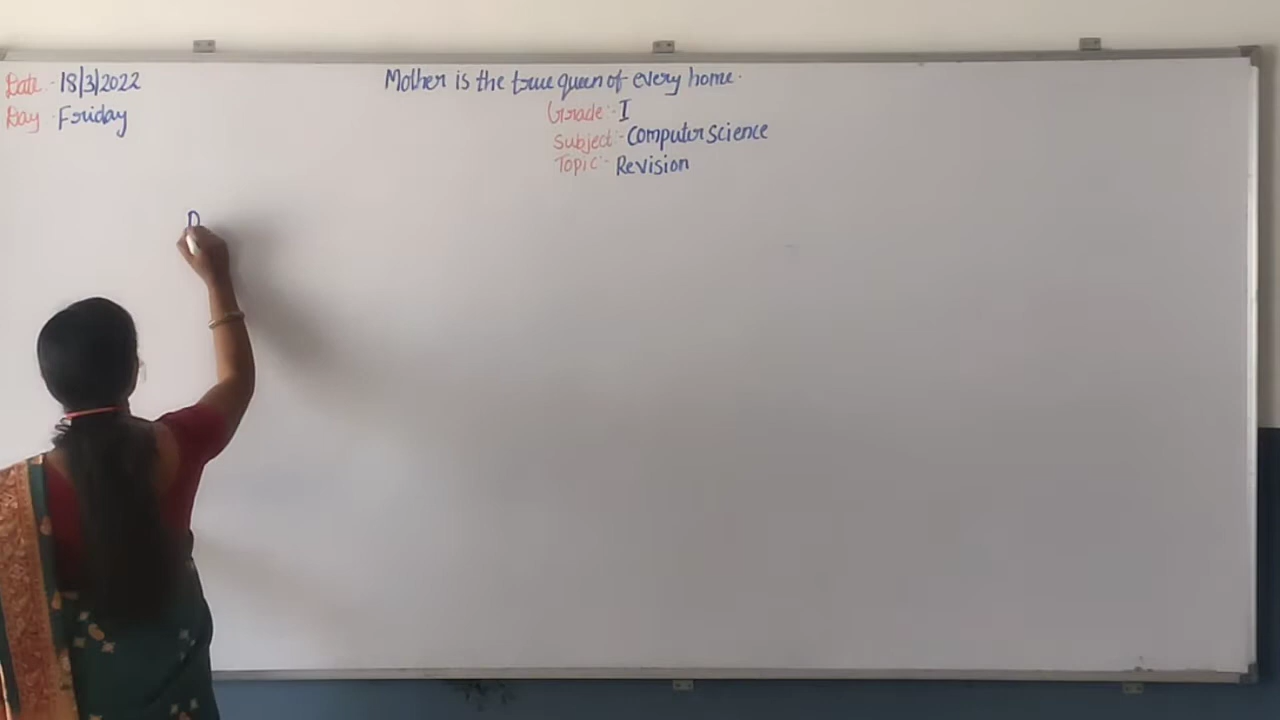 Date :- 18/3/2022
Day :- Friday
Mother is the true queen of every home.
Grade :- I
Subject :- Computer Science
Topic :- Revision